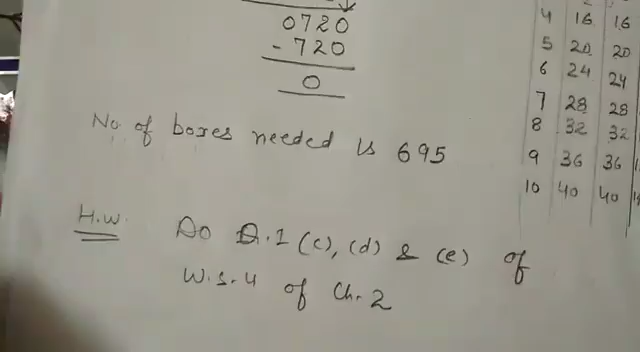 0720
- 720
0
No. of boxes needed is 695
H.W. Do Q.1 (c), (d) & (e) of
W.S.4 of Ch.2
4 16 16
5 20 20
6 24 24
7 28 28
8 32 32
9 36 36
10 40 40